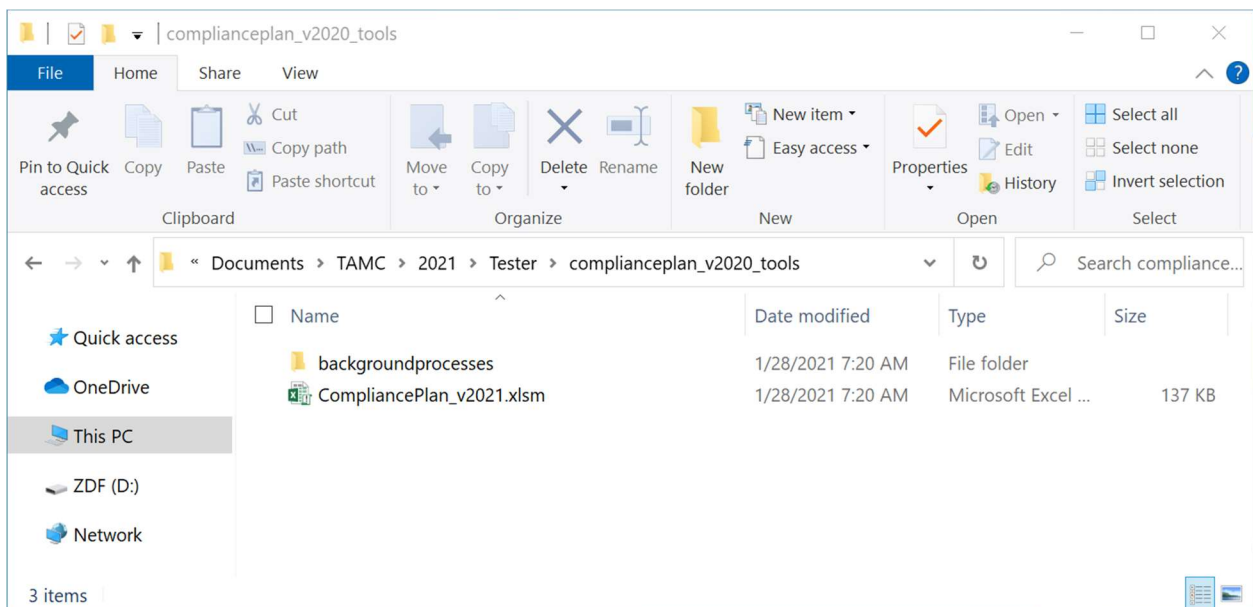 complianceplan_v2020_tools
File Home Share View
Pin to Quick access
Copy
Paste
Cut
Copy path
Paste shortcut
Clipboard
Move to
Copy to
Delete
Rename
Organize
New folder
New item
Easy access
New
Properties
Open
Edit
History
Open
Select all
Select none
Invert selection
Select
« Documents > TAMC > 2021 > Tester > complianceplan_v2020_tools
Search compliance...
Name Date modified Type Size
Quick access
OneDrive
This PC
ZDF (D:)
Network
backgroundprocesses 1/28/2021 7:20 AM File folder
CompliancePlan_v2021.xlsm 1/28/2021 7:20 AM Microsoft Excel ... 137 KB
3 items